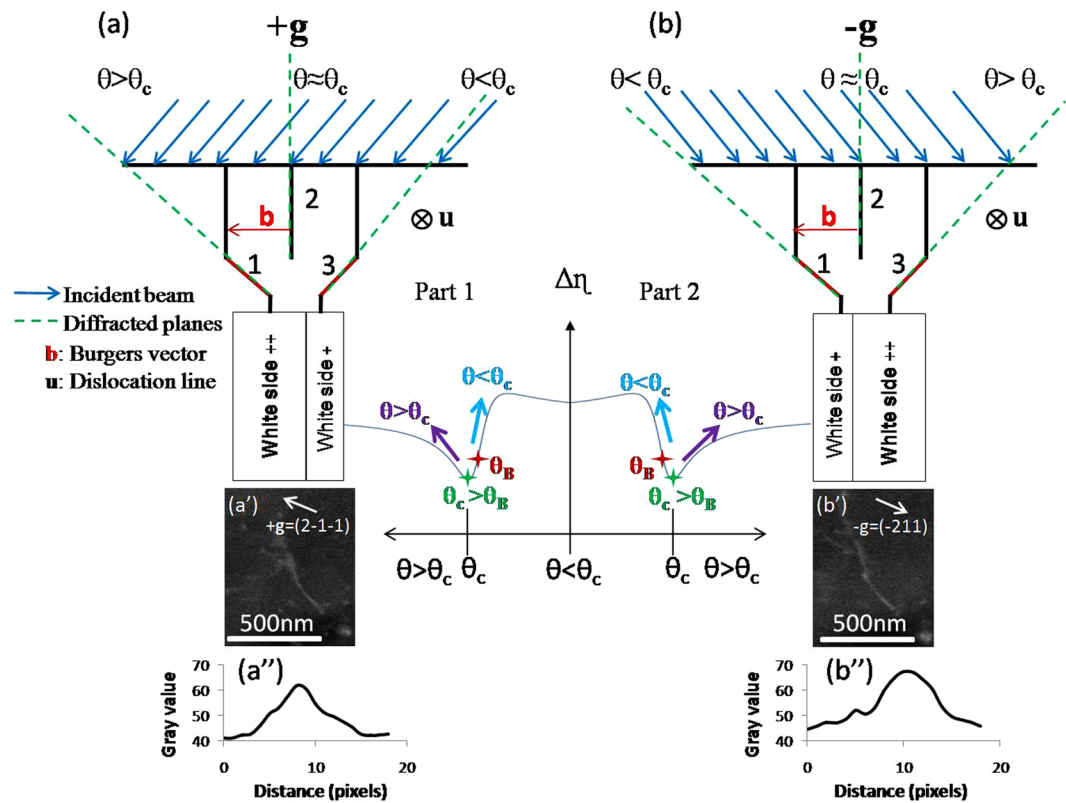 (a)
+g
θ>θc
θ≈θc
θ<θc
2
b
⊗ u
1
3
Incident beam
Diffracted planes
b: Burgers vector
u: Dislocation line
White side ++
White side +
(b)
-g
θ< θc
θ ≈ θc
θ> θc
2
b
⊗ u
1
3
White side +
White side ++
Part 1
Δη
Part 2
θ<θc
θ<θc
θ>θc
θ>θc
θB
θB
θc >θB
θc >θB
θ>θc
θc
θ<θc
θc
θ>θc
(a')
+g=(2-1-1)
500nm
(b')
-g=(-211)
500nm
(a'')
Gray value
70
60
50
40
0
10
20
Distance (pixels)
(b'')
Gray value
70
60
50
40
0
10
20
Distance (pixels)